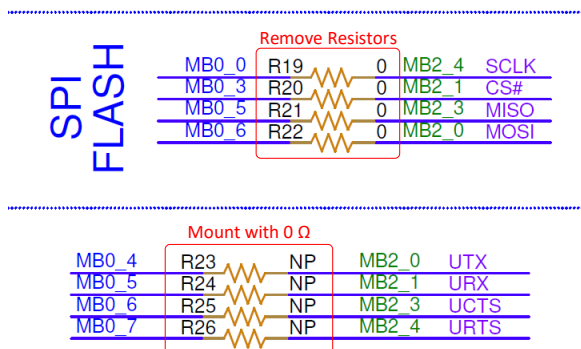 Remove Resistors
SPI FLASH
MB0_0 R19 0 MB2_4 SCLK
MB0_3 R20 0 MB2_1 CS#
MB0_5 R21 0 MB2_3 MISO
MB0_6 R22 0 MB2_0 MOSI
Mount with 0 Ω
MB0_4 R23 NP MB2_0 UTX
MB0_5 R24 NP MB2_1 URX
MB0_6 R25 NP MB2_3 UCTS
MB0_7 R26 NP MB2_4 URTS